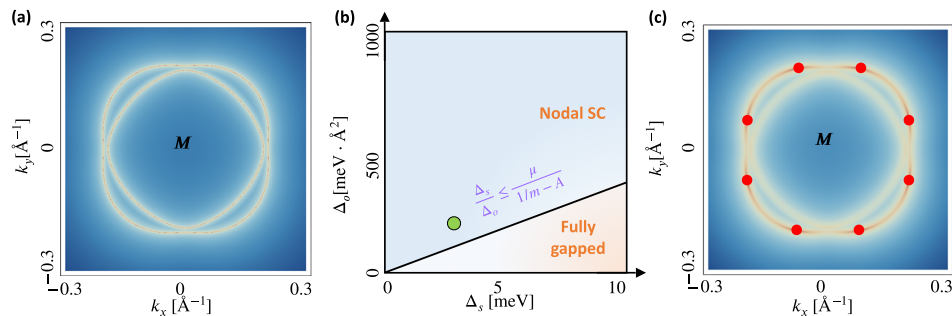 (a)
0.3
0
−0.3
k_y[Å⁻¹]
M
−0.3
0
0.3
k_x [Å⁻¹]
(b)
1000
500
0
Δ_o[meV · Å²]
Nodal SC
Δ_s/Δ_o ≤ μ/(1/m − A)
Fully
gapped
0
5
10
Δ_s [meV]
(c)
0.3
0
−0.3
k_y[Å⁻¹]
M
−0.3
0
0.3
k_x [Å⁻¹]